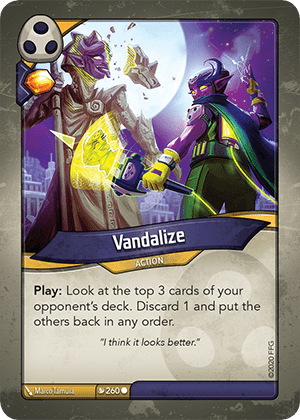 Vandalize
ACTION
Play: Look at the top 3 cards of your
opponent's deck. Discard 1 and put the
others back in any order.
"I think it looks better."
©2020 FFG
Marco Tamura
260